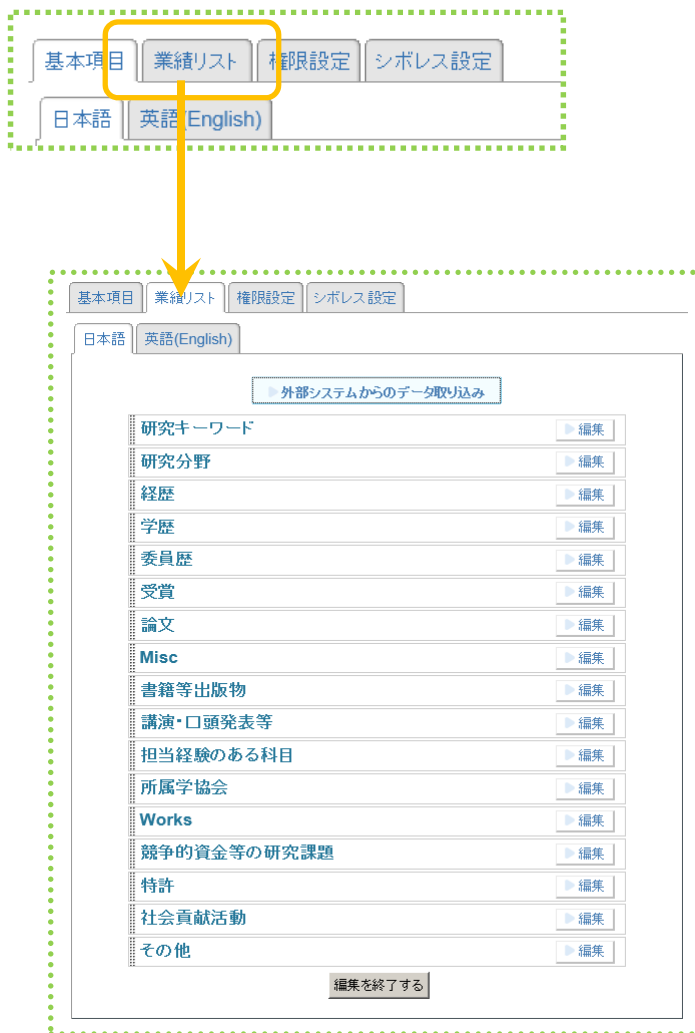 基本項目 業績リスト 権限設定 シボレス設定
日本語 英語(English)
基本項目 業績リスト 権限設定 シボレス設定
日本語 英語(English)
外部システムからのデータ取り込み
研究キーワード 編集
研究分野 編集
経歴 編集
学歴 編集
委員歴 編集
受賞 編集
論文 編集
Misc 編集
書籍等出版物 編集
講演・口頭発表等 編集
担当経験のある科目 編集
所属学協会 編集
Works 編集
競争的資金等の研究課題 編集
特許 編集
社会貢献活動 編集
その他 編集
編集を終了する